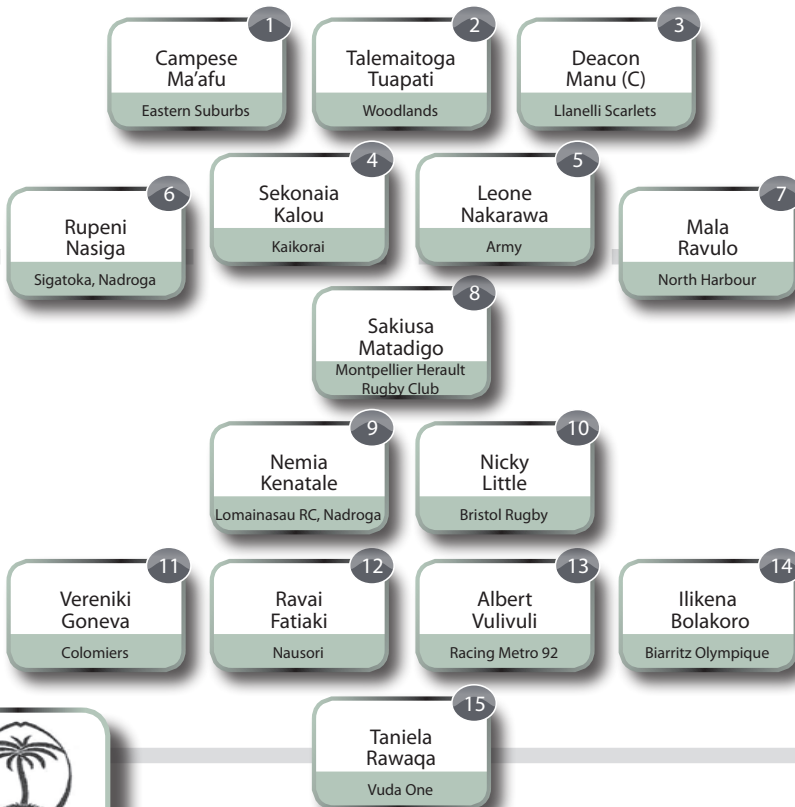 1
Campese
Ma'afu
Eastern Suburbs
2
Talemaitoga
Tuapati
Woodlands
3
Deacon
Manu (C)
Llanelli Scarlets
4
Sekonaia
Kalou
Kaikorai
5
Leone
Nakarawa
Army
6
Rupeni
Nasiga
Sigatoka, Nadroga
7
Mala
Ravulo
North Harbour
8
Sakiusa
Matadigo
Montpellier Herault
Rugby Club
9
Nemia
Kenatale
Lomainasau RC, Nadroga
10
Nicky
Little
Bristol Rugby
11
Vereniki
Goneva
Colomiers
12
Ravai
Fatiaki
Nausori
13
Albert
Vulivuli
Racing Metro 92
14
Ilikena
Bolakoro
Biarritz Olympique
15
Taniela
Rawaqa
Vuda One